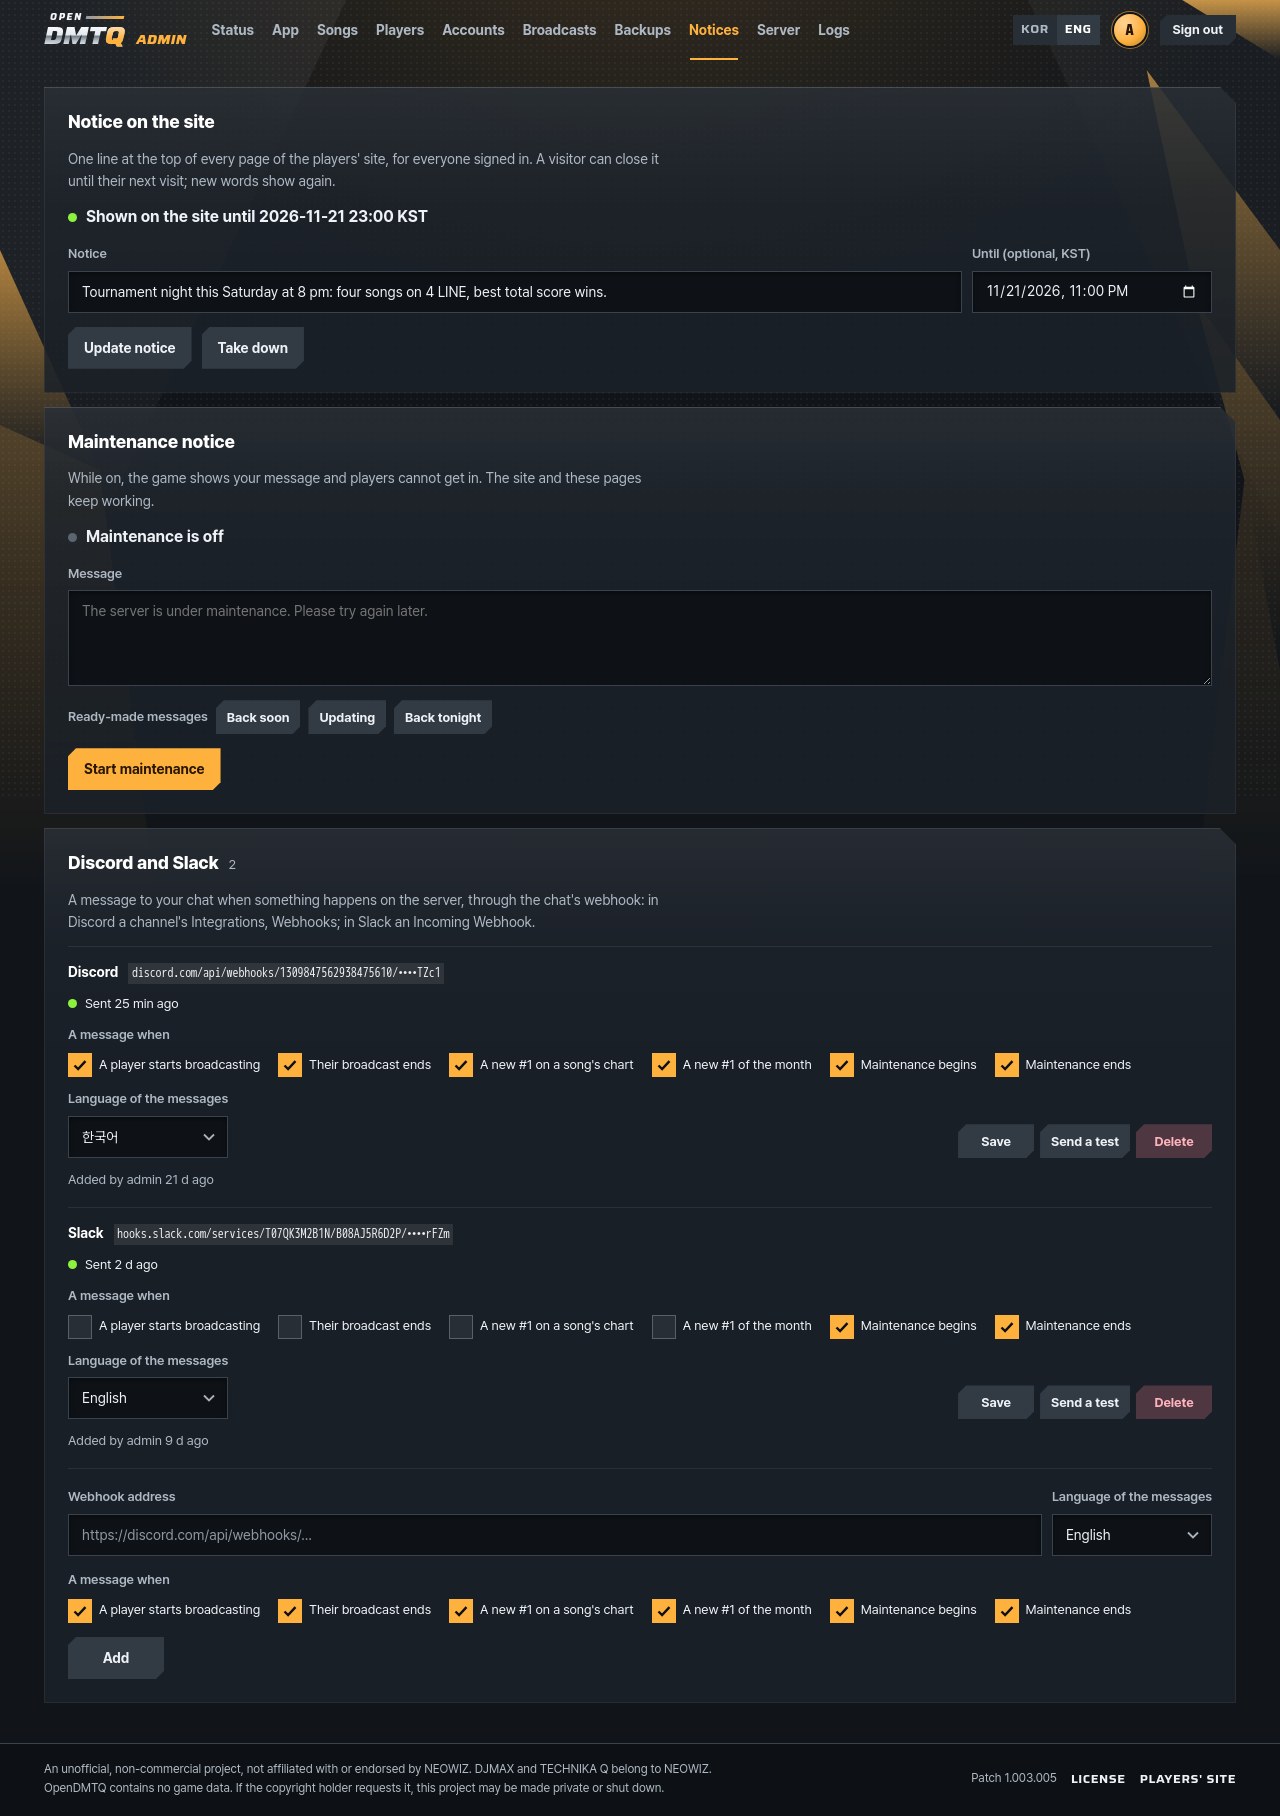 OPEN
DMTQ ADMIN
Status App Songs Players Accounts Broadcasts Backups Notices Server Logs
KOR ENG A Sign out
Notice on the site
One line at the top of every page of the players' site, for everyone signed in. A visitor can close it
until their next visit; new words show again.
Shown on the site until 2026-11-21 23:00 KST
Notice Until (optional, KST)
Tournament night this Saturday at 8 pm: four songs on 4 LINE, best total score wins. 11/21/2026, 11:00 PM
Update notice Take down
Maintenance notice
While on, the game shows your message and players cannot get in. The site and these pages
keep working.
Maintenance is off
Message
The server is under maintenance. Please try again later.
Ready-made messages Back soon Updating Back tonight
Start maintenance
Discord and Slack 2
A message to your chat when something happens on the server, through the chat's webhook: in
Discord a channel's Integrations, Webhooks; in Slack an Incoming Webhook.
Discord discord.com/api/webhooks/1309847562938475610/••••TZc1
Sent 25 min ago
A message when
A player starts broadcasting Their broadcast ends A new #1 on a song's chart A new #1 of the month Maintenance begins Maintenance ends
Language of the messages
한국어 Save Send a test Delete
Added by admin 21 d ago
Slack hooks.slack.com/services/T07QK3M2B1N/B08AJ5R6D2P/••••rFZm
Sent 2 d ago
A message when
A player starts broadcasting Their broadcast ends A new #1 on a song's chart A new #1 of the month Maintenance begins Maintenance ends
Language of the messages
English Save Send a test Delete
Added by admin 9 d ago
Webhook address Language of the messages
https://discord.com/api/webhooks/... English
A message when
A player starts broadcasting Their broadcast ends A new #1 on a song's chart A new #1 of the month Maintenance begins Maintenance ends
Add
An unofficial, non-commercial project, not affiliated with or endorsed by NEOWIZ. DJMAX and TECHNIKA Q belong to NEOWIZ.
OpenDMTQ contains no game data. If the copyright holder requests it, this project may be made private or shut down.
Patch 1.003.005 LICENSE PLAYERS' SITE